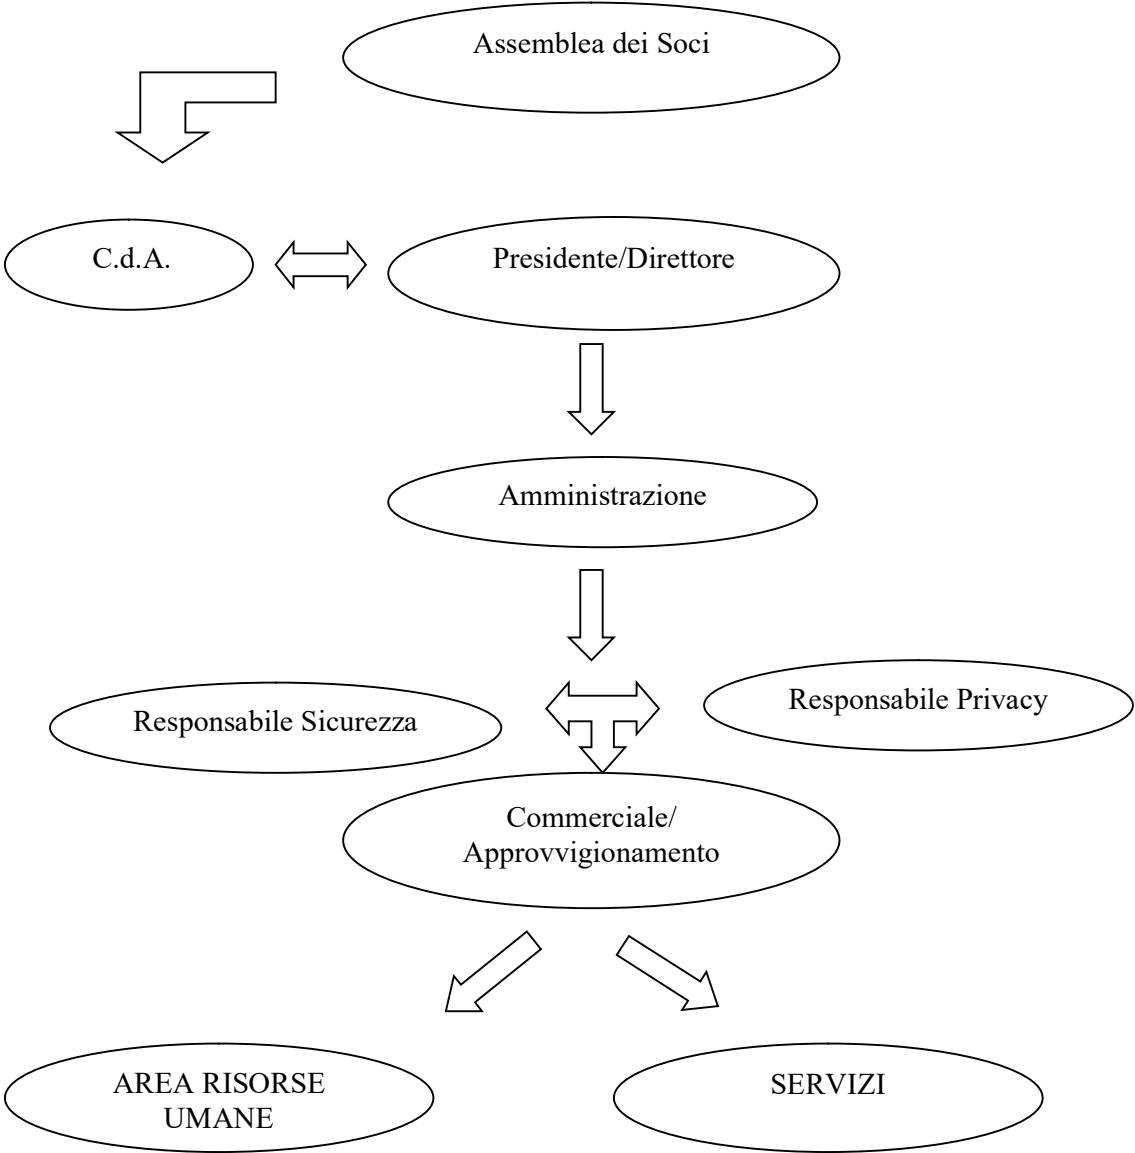 Assemblea dei Soci
C.d.A.
Presidente/Direttore
Amministrazione
Responsabile Sicurezza
Responsabile Privacy
Commerciale/
Approvvigionamento
AREA RISORSE
UMANE
SERVIZI